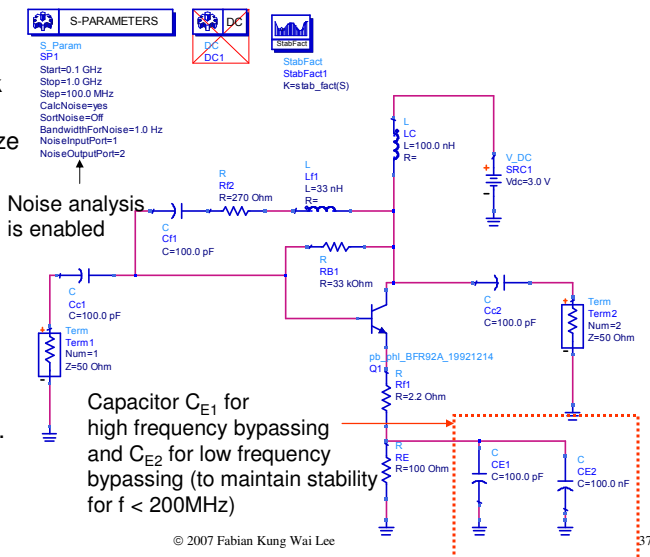 S-PARAMETERS
S_Param
SP1
Start=0.1 GHz
Stop=1.0 GHz
Step=100.0 MHz
CalcNoise=yes
SortNoise=Off
BandwidthForNoise=1.0 Hz
NoiseInputPort=1
NoiseOutputPort=2
DC
DC
DC1
StabFact
StabFact
StabFact1
K=stab_fact(S)
ze
Noise analysis
is enabled
L
LC
L=100.0 nH
R=
V_DC
SRC1
Vdc=3.0 V
R
Rf2
R=270 Ohm
L
Lf1
L=33 nH
R=
C
Cf1
C=100.0 pF
R
RB1
R=33 kOhm
C
Cc1
C=100.0 pF
C
Cc2
C=100.0 pF
Term
Term1
Num=1
Z=50 Ohm
Term
Term2
Num=2
Z=50 Ohm
pb_phl_BFR92A_19921214
Q1
R
Rf1
R=2.2 Ohm
Capacitor CE1 for
high frequency bypassing
and CE2 for low frequency
bypassing (to maintain stability
for f < 200MHz)
R
RE
R=100 Ohm
C
CE1
C=100.0 pF
C
CE2
C=100.0 nF
© 2007 Fabian Kung Wai Lee
37